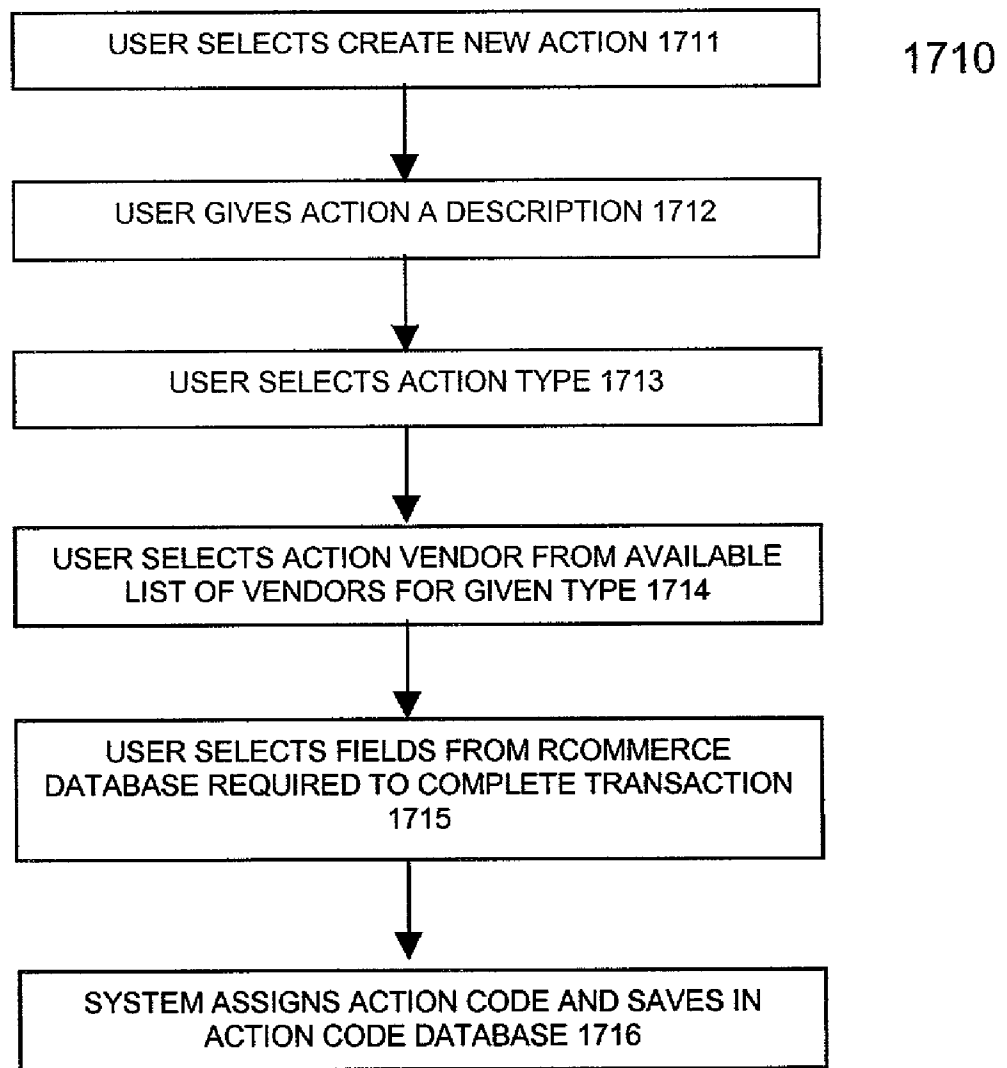 USER SELECTS CREATE NEW ACTION 1711
1710
USER GIVES ACTION A DESCRIPTION 1712
USER SELECTS ACTION TYPE 1713
USER SELECTS ACTION VENDOR FROM AVAILABLE
LIST OF VENDORS FOR GIVEN TYPE 1714
USER SELECTS FIELDS FROM RCOMMERCE
DATABASE REQUIRED TO COMPLETE TRANSACTION
1715
SYSTEM ASSIGNS ACTION CODE AND SAVES IN
ACTION CODE DATABASE 1716